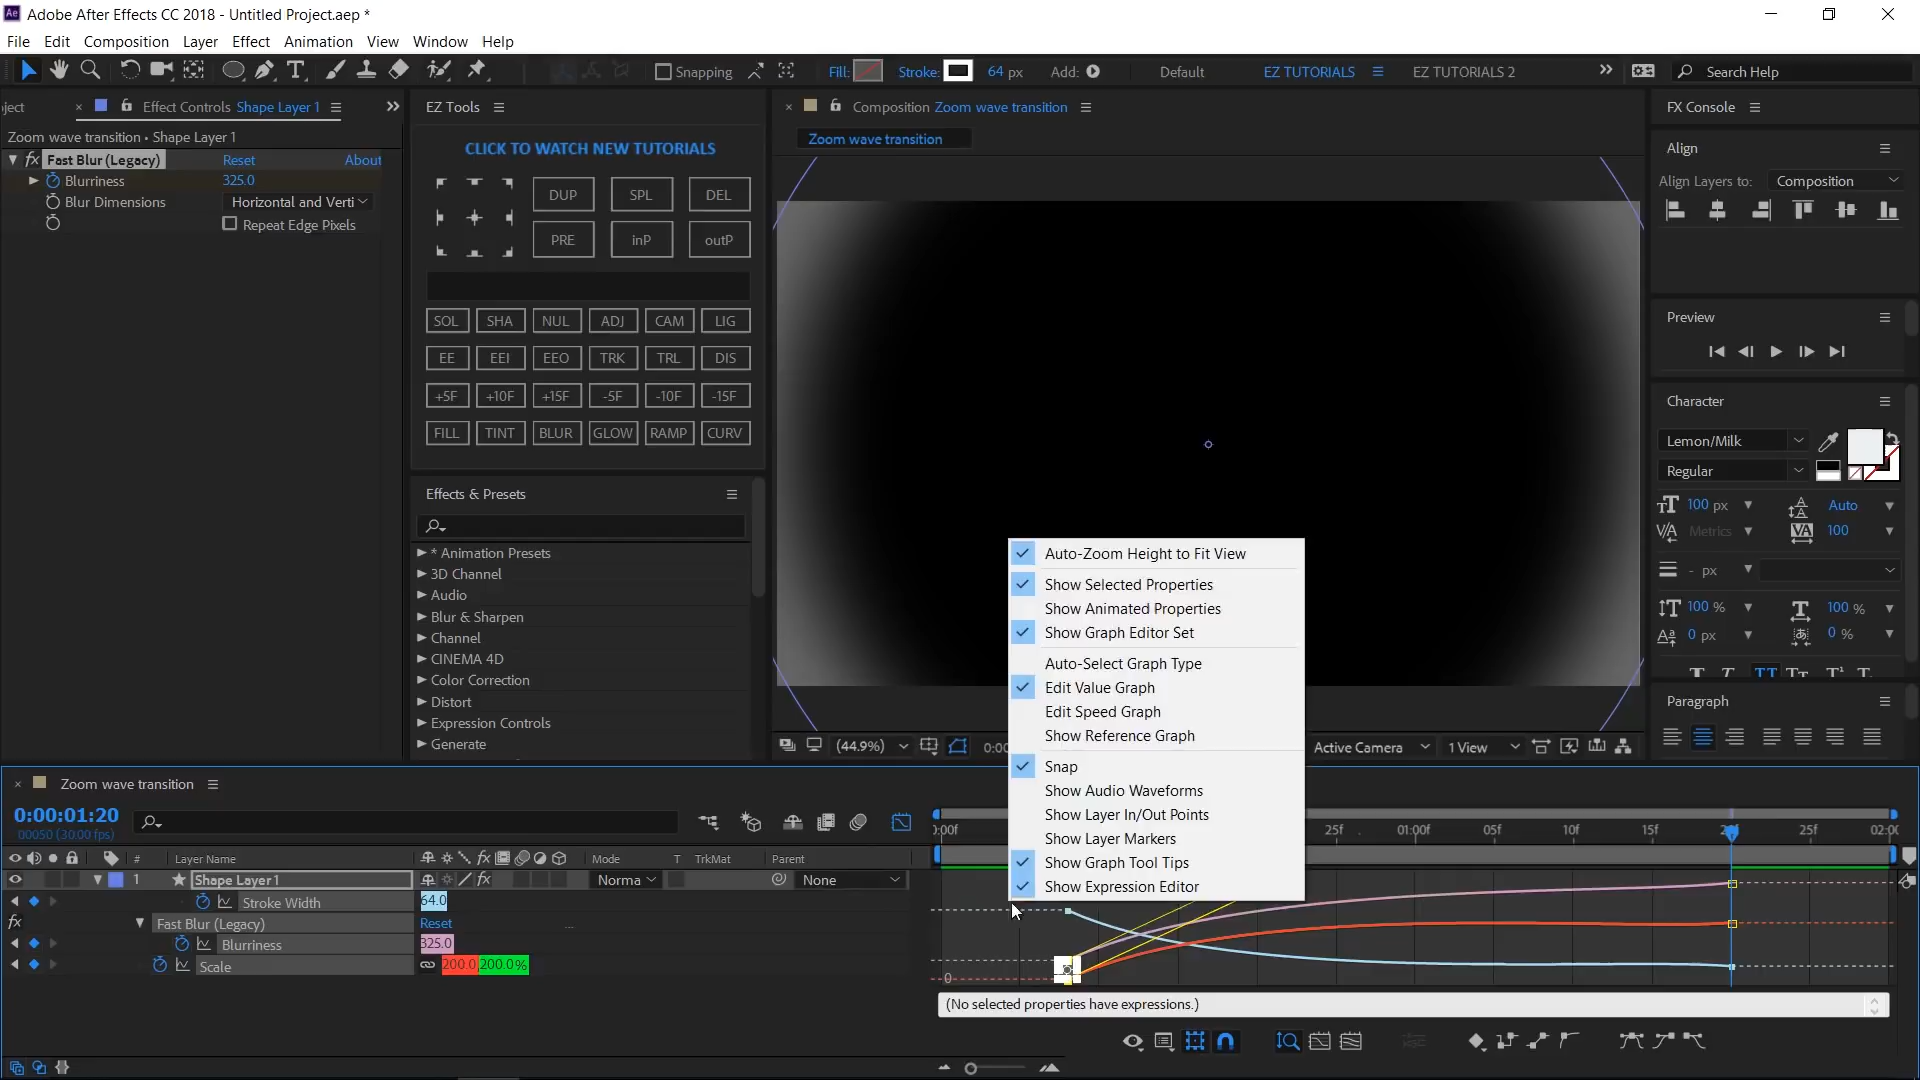 Ae Adobe After Effects CC 2018 - Untitled Project.aep *
File Edit Composition Layer Effect Animation View Window Help
Snapping Fill: Stroke: 64 px Add: Default EZ TUTORIALS EZ TUTORIALS 2 Search Help
ject Effect Controls Shape Layer 1
Zoom wave transition • Shape Layer 1
fx Fast Blur (Legacy) Reset About
Blurriness 325.0
Blur Dimensions Horizontal and Verti
Repeat Edge Pixels
EZ Tools
CLICK TO WATCH NEW TUTORIALS
DUP SPL DEL
PRE inP outP
SOL SHA NUL ADJ CAM LIG
EE EEI EEO TRK TRL DIS
+5F +10F +15F -5F -10F -15F
FILL TINT BLUR GLOW RAMP CURV
Effects & Presets
* Animation Presets
3D Channel
Audio
Blur & Sharpen
Channel
CINEMA 4D
Color Correction
Distort
Expression Controls
Generate
Composition Zoom wave transition
Zoom wave transition
(44.9%) 0:00 Active Camera 1 View
Auto-Zoom Height to Fit View
Show Selected Properties
Show Animated Properties
Show Graph Editor Set
Auto-Select Graph Type
Edit Value Graph
Edit Speed Graph
Show Reference Graph
Snap
Show Audio Waveforms
Show Layer In/Out Points
Show Layer Markers
Show Graph Tool Tips
Show Expression Editor
FX Console
Align
Align Layers to: Composition
Preview
Character
Lemon/Milk
Regular
100 px Auto
Metrics 100
- px
100 % 100 %
0 px 0 %
Paragraph
Zoom wave transition
0:00:01:20
00050 (30.00 fps)
# Layer Name Mode T TrkMat Parent
1 Shape Layer 1 Norma None
Stroke Width 64.0
fx Fast Blur (Legacy) Reset ...
Blurriness 325.0
Scale 200.0,200.0%
0:00f 25f 01:00f 05f 10f 15f 25f 02:00
0
(No selected properties have expressions.)